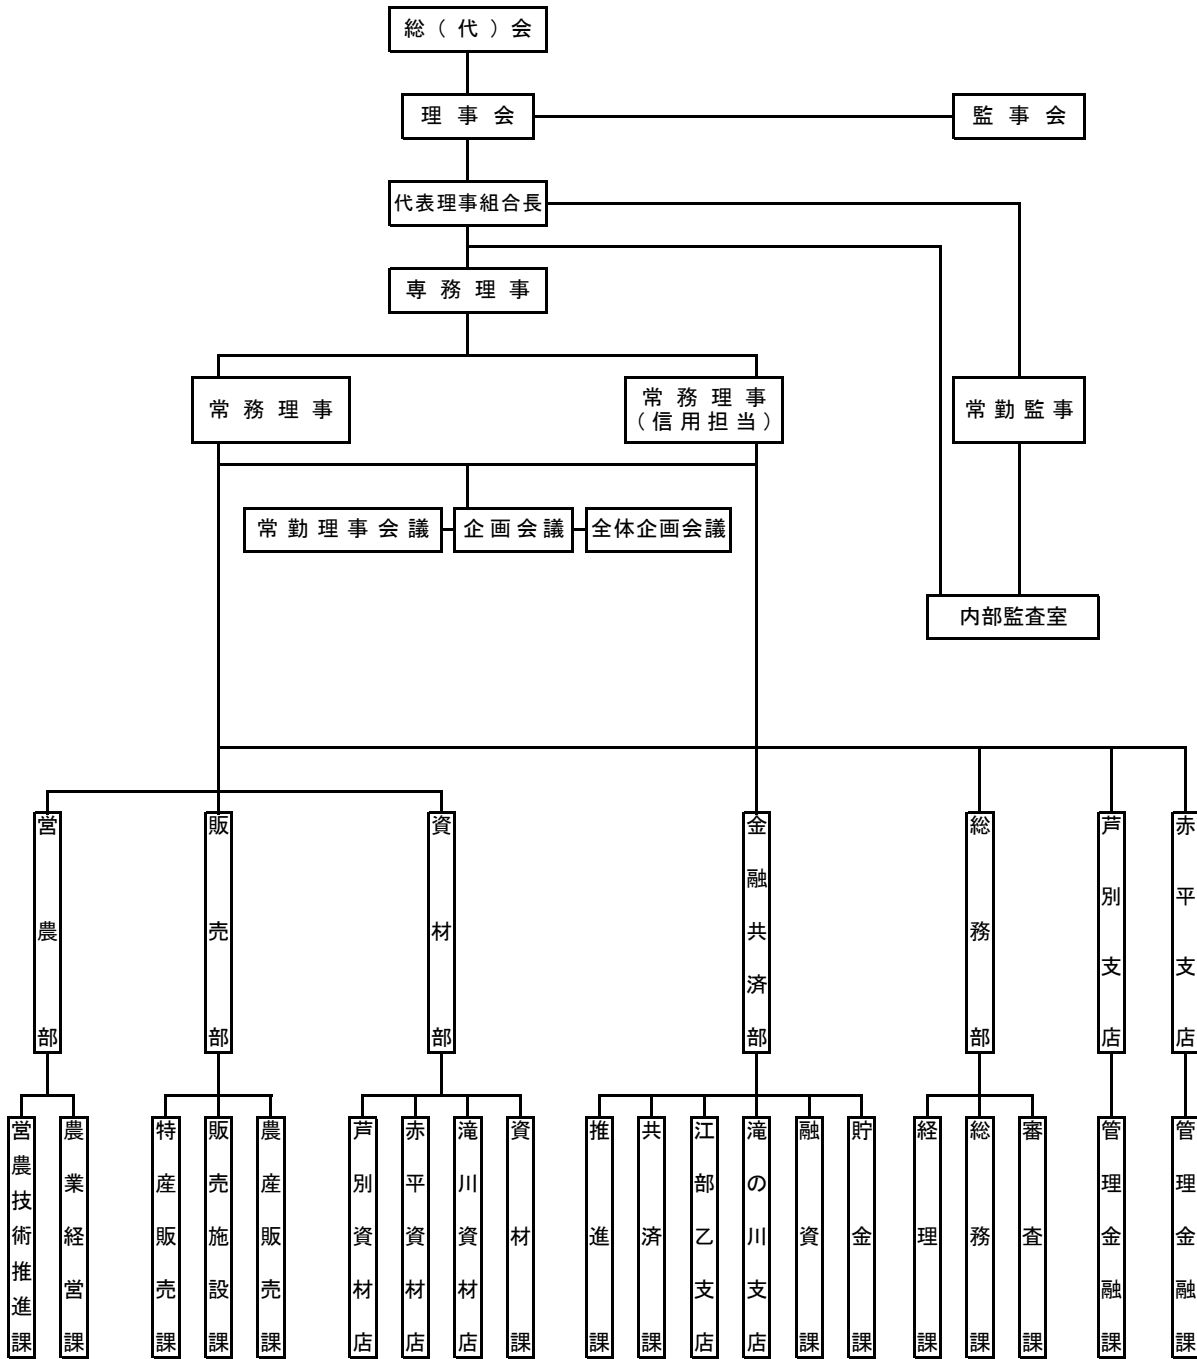 総（代）会
理事会
監事会
代表理事組合長
専務理事
常務理事
常務理事
（信用担当）
常勤監事
常勤理事会議
企画会議
全体企画会議
内部監査室
営農部
販売部
資材部
金融共済部
総務部
芦別支店
赤平支店
営農技術推進課
農業経営課
特産販売課
販売施設課
農産販売課
芦別資材店
赤平資材店
滝川資材店
資材課
推進課
共済課
江部乙支店
滝の川支店
融資課
貯金課
経理課
総務課
審査課
管理金融課
管理金融課